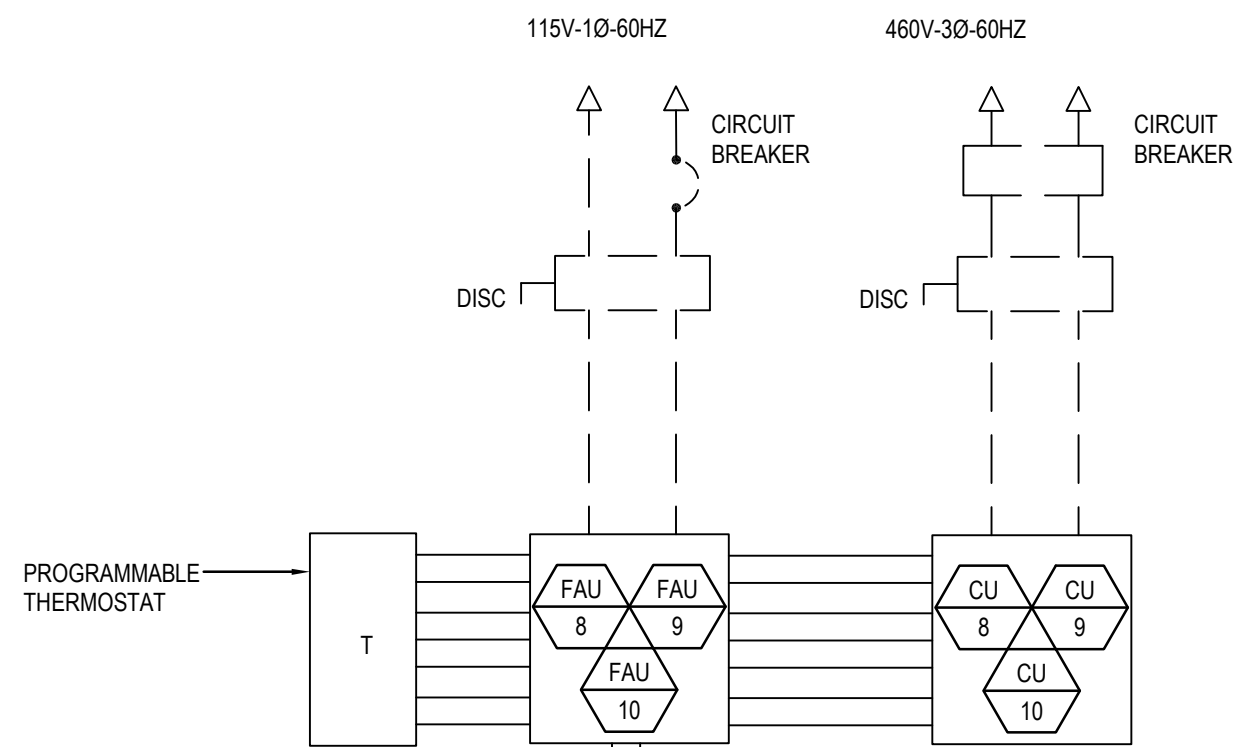 115V-1Ø-60HZ
460V-3Ø-60HZ
CIRCUIT
BREAKER
CIRCUIT
BREAKER
DISC
DISC
PROGRAMMABLE
THERMOSTAT
T
FAU
8
FAU
9
FAU
10
CU
8
CU
9
CU
10